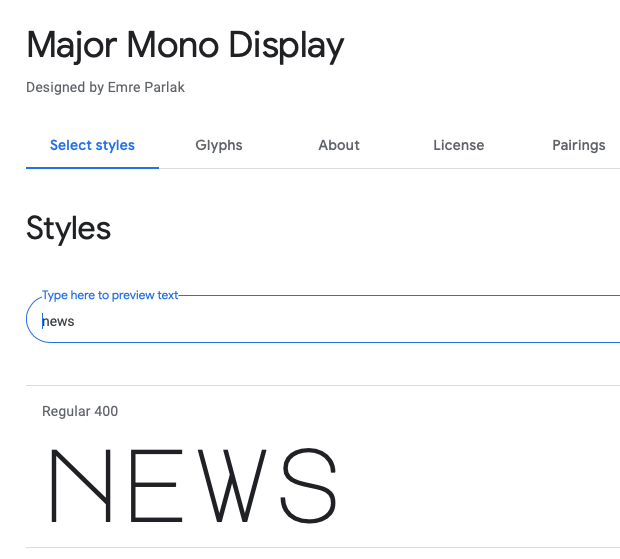 Major Mono Display
Designed by Emre Parlak
Select styles Glyphs About License Pairings
Styles
Type here to preview text
news
Regular 400
NEWS